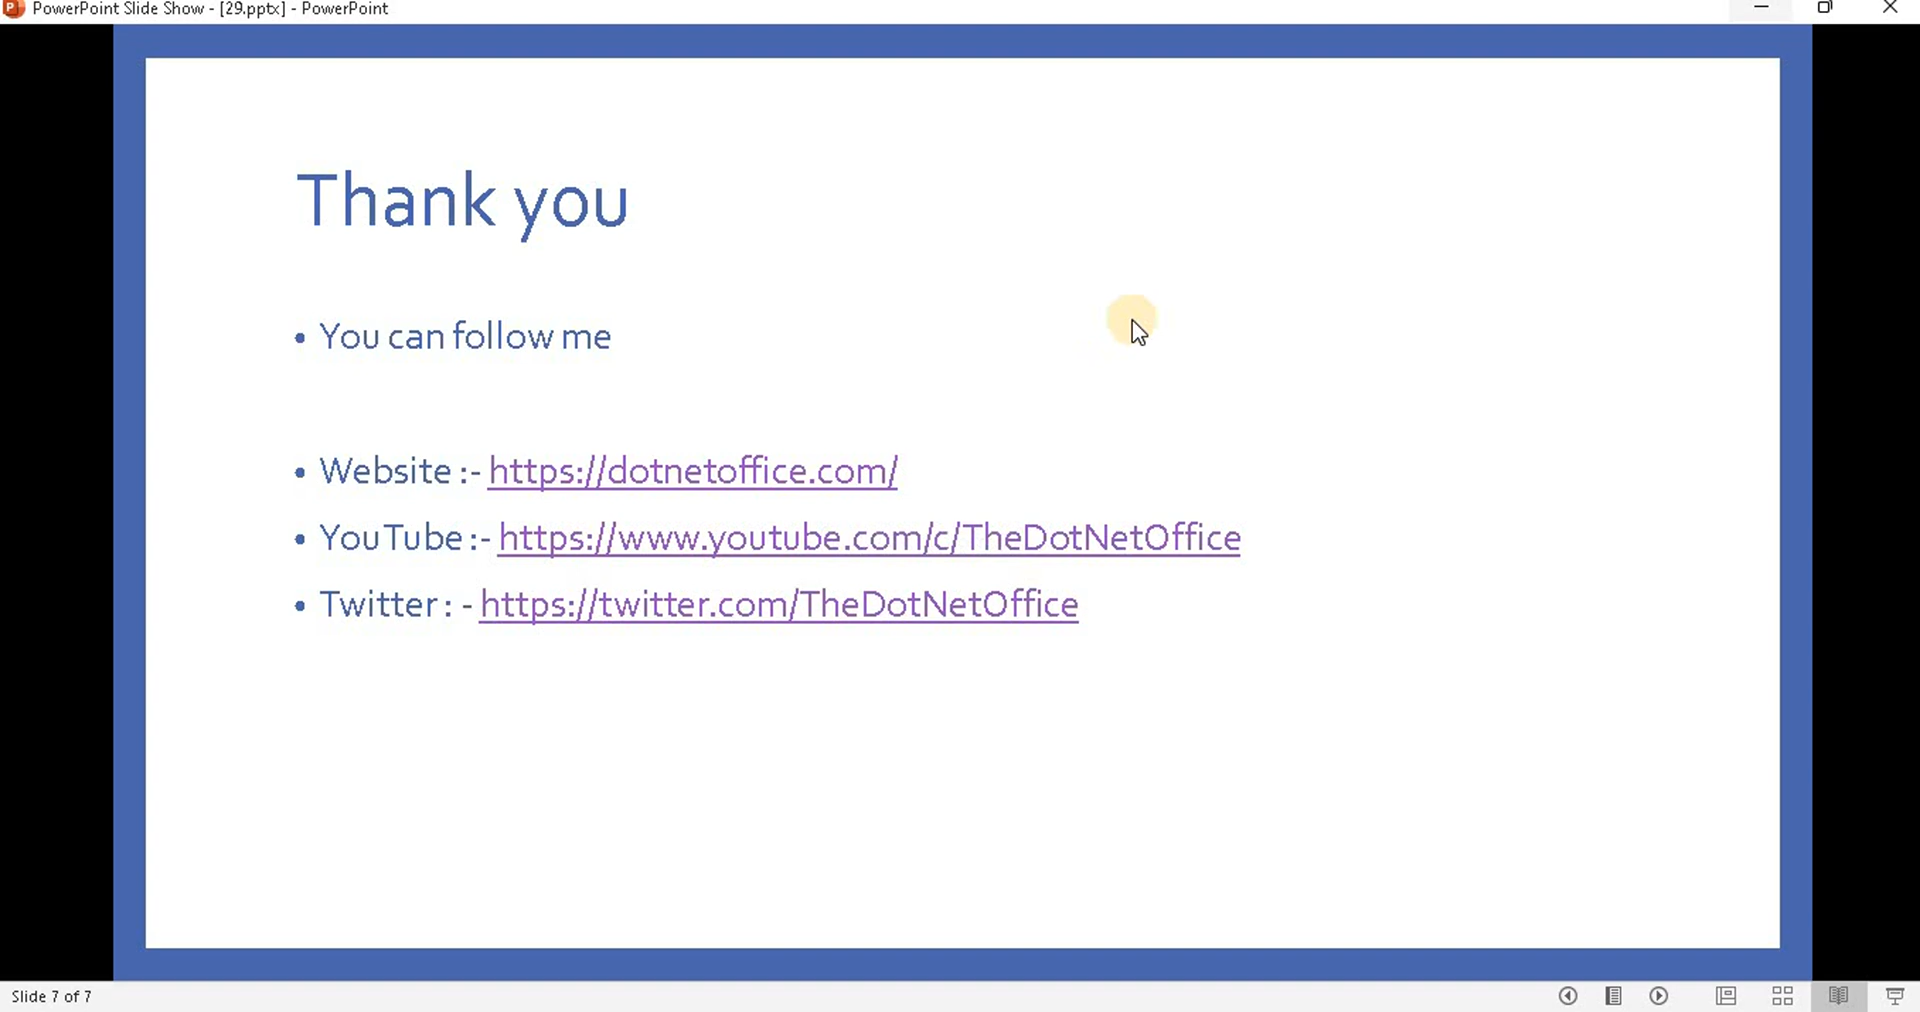 PowerPoint Slide Show - [29.pptx] - PowerPoint
Thank you
• You can follow me
• Website :- https://dotnetoffice.com/
• YouTube :- https://www.youtube.com/c/TheDotNetOffice
• Twitter : - https://twitter.com/TheDotNetOffice
Slide 7 of 7